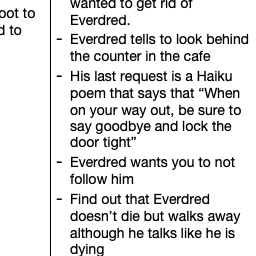 wanted to get rid of
Everdred.
oot to
d to
- Everdred tells to look behind
the counter in the cafe
- His last request is a Haiku
poem that says that “When
on your way out, be sure to
say goodbye and lock the
door tight”
- Everdred wants you to not
follow him
- Find out that Everdred
doesn’t die but walks away
although he talks like he is
dying